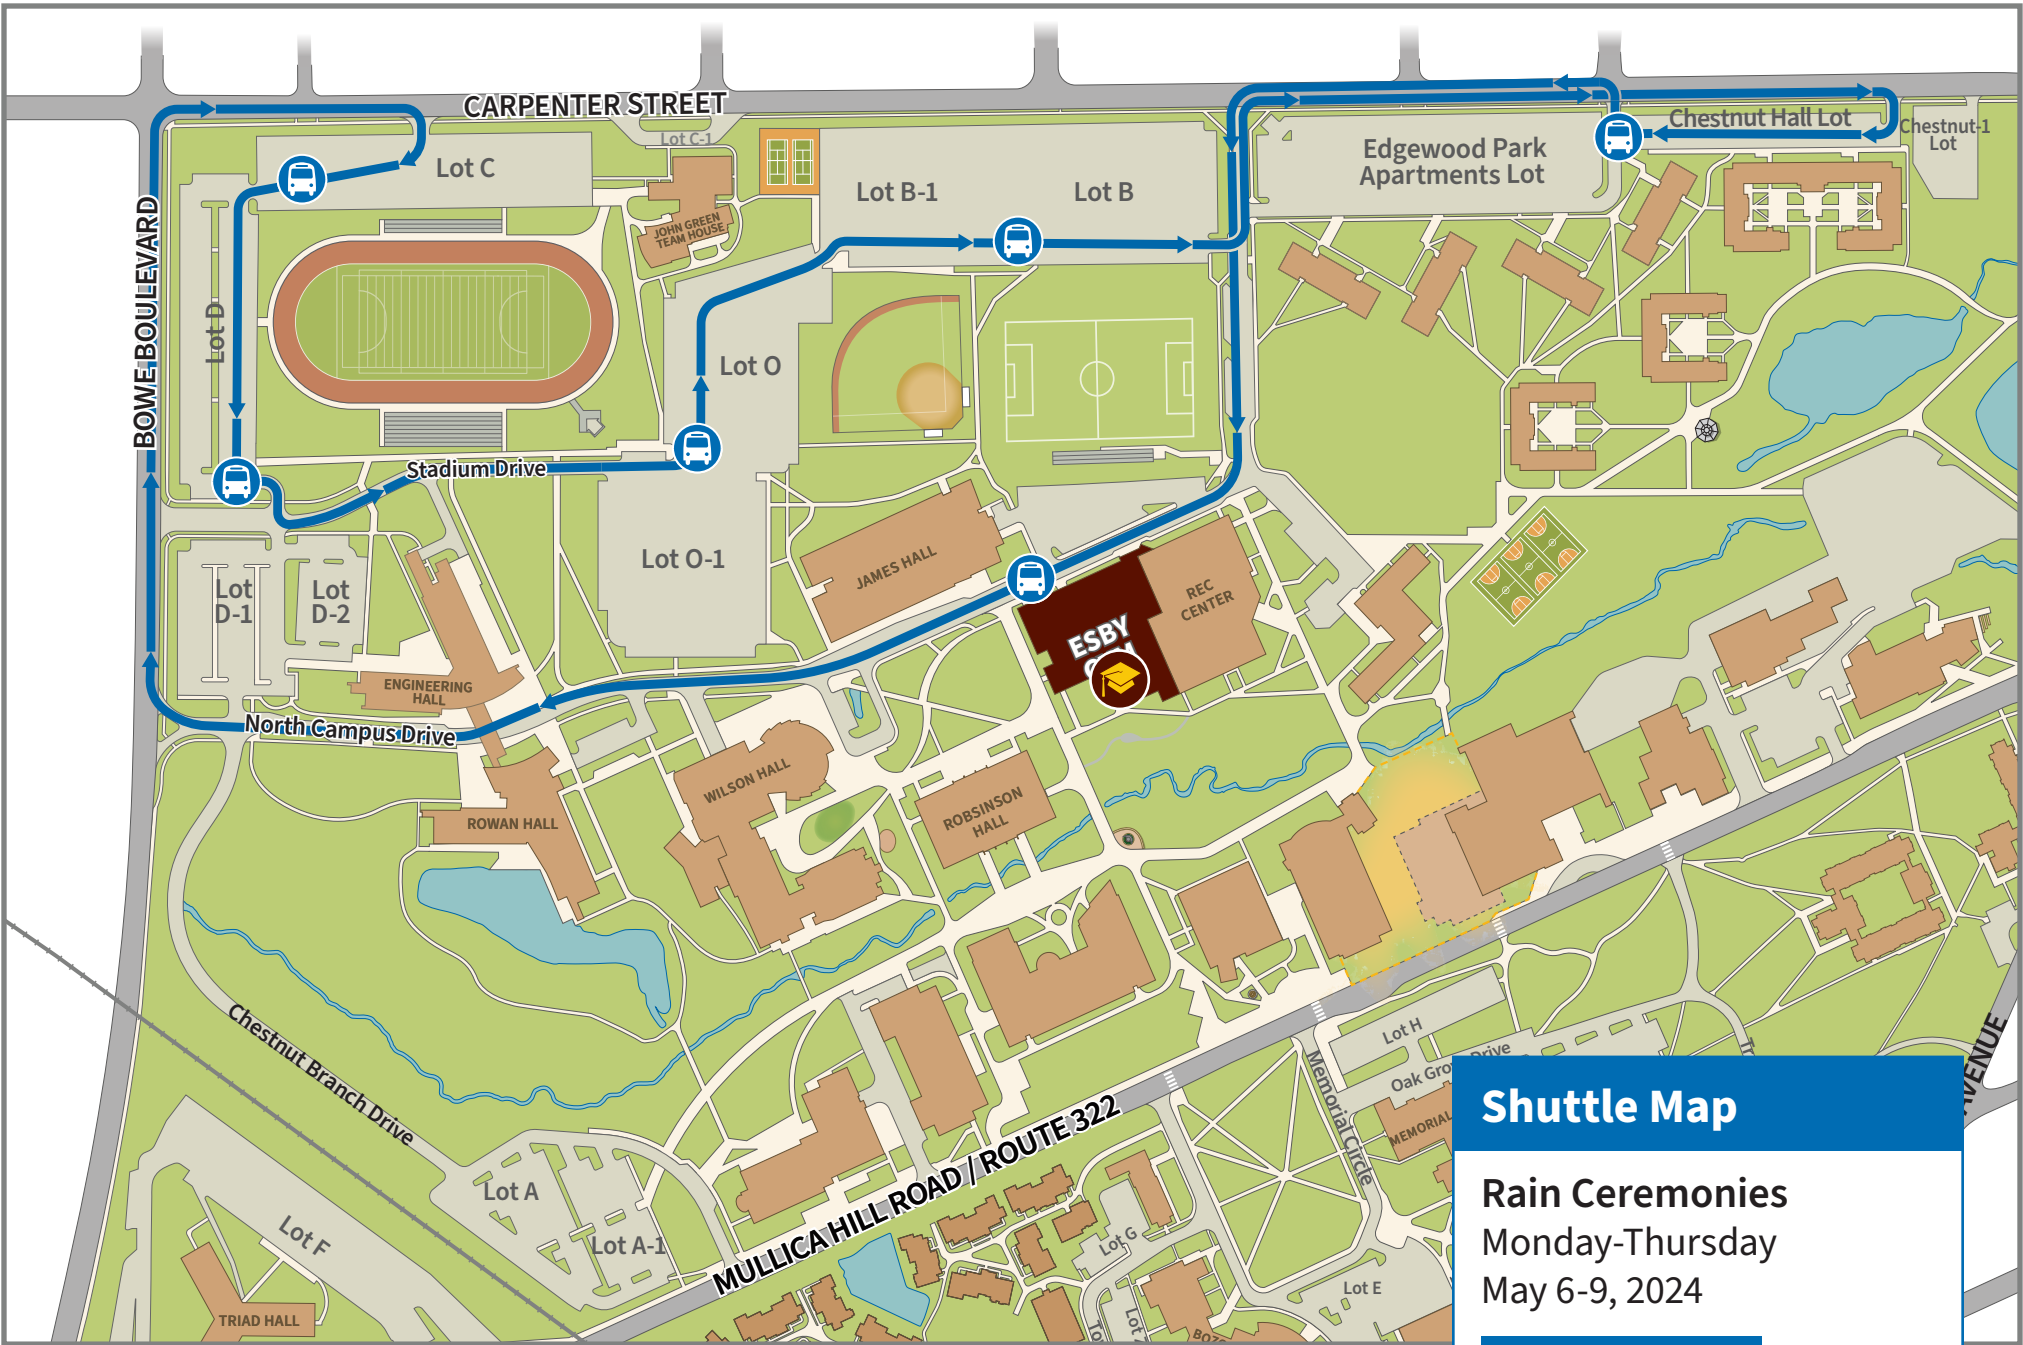 CARPENTER STREET
Lot C-1
Chestnut Hall Lot
Chestnut-1
Lot
Edgewood Park
Apartments Lot
Lot C
Lot B-1
Lot B
JOHN GREEN
TEAM HOUSE
BOWE BOULEVARD
Lot D
Lot O
Stadium Drive
Lot O-1
JAMES HALL
REC
CENTER
ESBY
Lot
D-1
Lot
D-2
ENGINEERING
HALL
North Campus Drive
WILSON HALL
ROBSINSON
HALL
ROWAN HALL
Chestnut Branch Drive
Lot H
Oak Gro
Drive
Memorial Circle
MEMORIAL
AVENUE
MULLICA HILL ROAD / ROUTE 322
Lot A
Lot A-1
Lot F
Lot G
Lot E
TRIAD HALL
Shuttle Map
Rain Ceremonies
Monday-Thursday
May 6-9, 2024